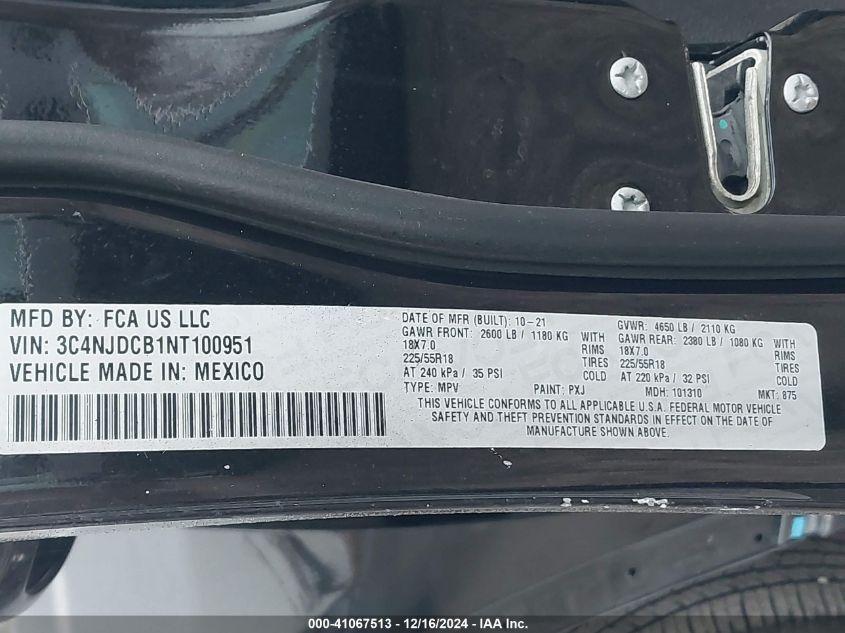 MFD BY: FCA US LLC
VIN: 3C4NJDCB1NT100951
VEHICLE MADE IN: MEXICO
DATE OF MFR (BUILT): 10-21
GAWR FRONT: 2600 LB / 1180 KG
18X7.0 RIMS
225/55R18 TIRES
AT 240 kPa / 35 PSI COLD
TYPE: MPV PAINT: PXJ
GVWR: 4650 LB / 2110 KG
GAWR REAR: 2380 LB / 1080 KG
18X7.0 RIMS
225/55R18 TIRES
AT 220 kPa / 32 PSI COLD
MDH: 101310 MKT: 875
THIS VEHICLE CONFORMS TO ALL APPLICABLE U.S.A. FEDERAL MOTOR VEHICLE
SAFETY AND THEFT PREVENTION STANDARDS IN EFFECT ON THE DATE OF
MANUFACTURE SHOWN ABOVE.
000-41067513 - 12/16/2024 - IAA, Inc.